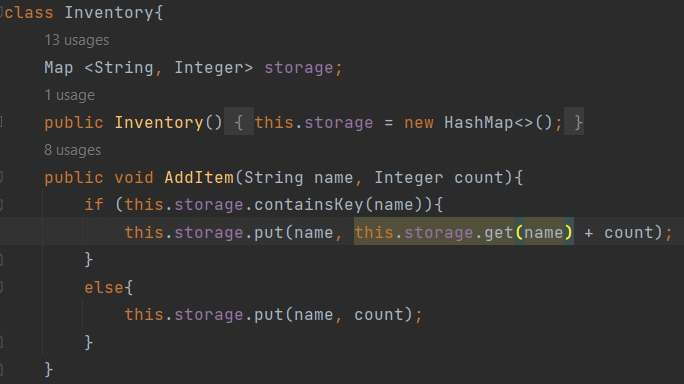 class Inventory{
13 usages
Map <String, Integer> storage;
1 usage
public Inventory() { this.storage = new HashMap<>(); }
8 usages
public void AddItem(String name, Integer count){
if (this.storage.containsKey(name)){
this.storage.put(name, this.storage.get(name) + count);
}
else{
this.storage.put(name, count);
}
}